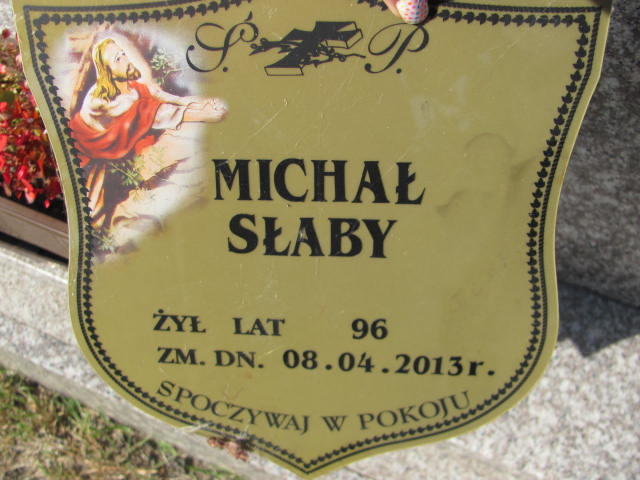 Ś. P.
MICHAŁ
SŁABY
ŻYŁ LAT 96
ZM. DN. 08.04.2013r.
SPOCZYWAJ W POKOJU